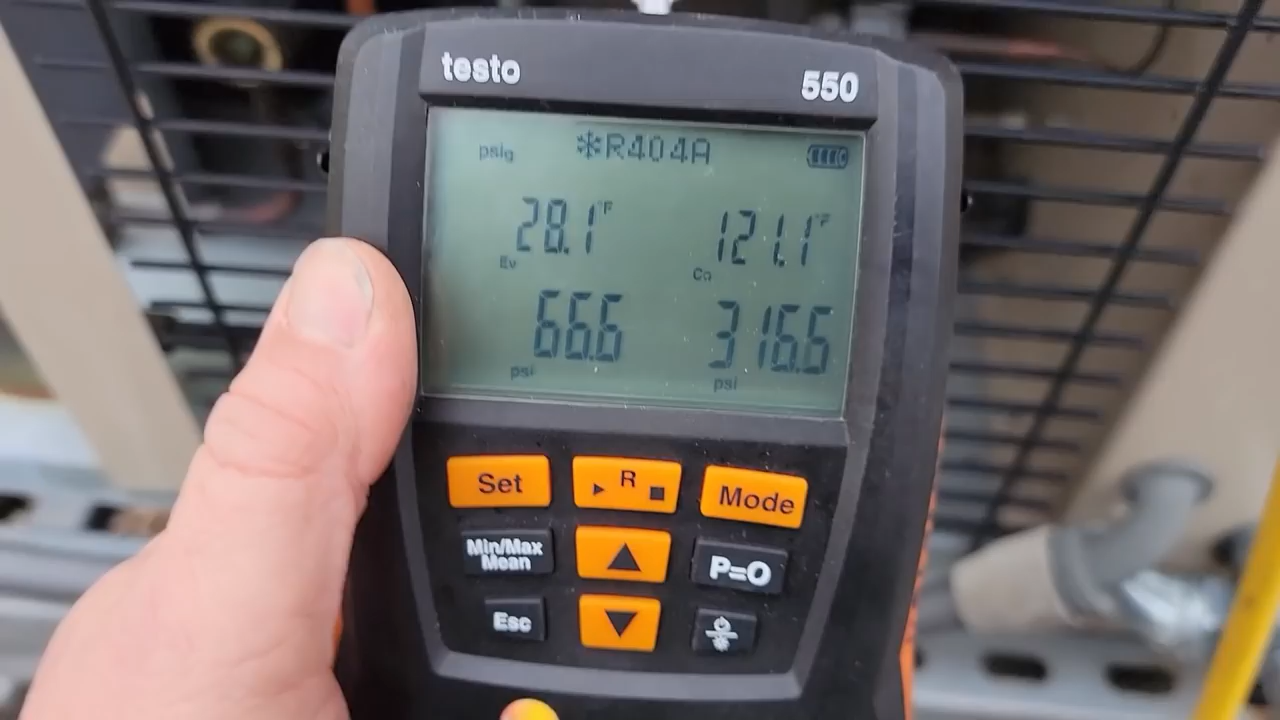 testo 550
psig ❄R404A
28.1°F 121.1°F
Ev Co
66.6 316.6
psi psi
Set ▶ R ■ Mode
Min/Max
Mean ▲ P=0
Esc ▼